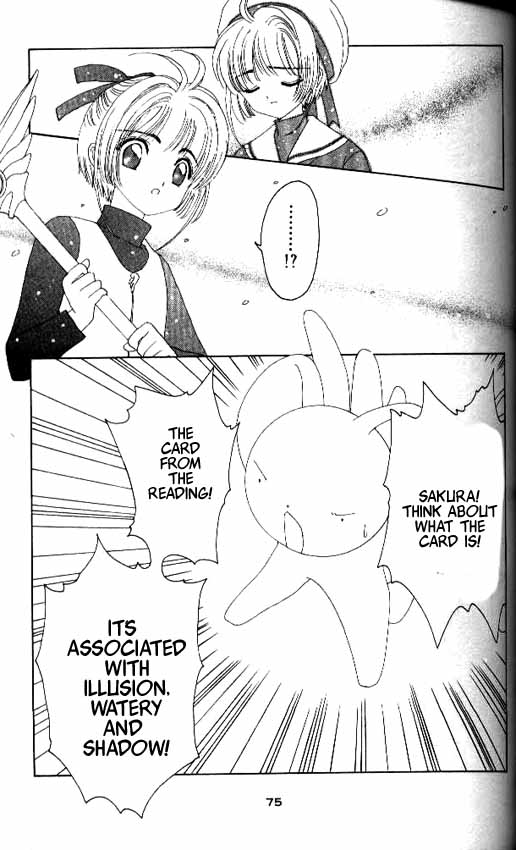 ........
!?
SAKURA!
THINK ABOUT
WHAT THE
CARD IS!
THE
CARD
FROM
THE
READING!
ITS
ASSOCIATED
WITH
ILLUSION,
WATERY
AND
SHADOW!
75